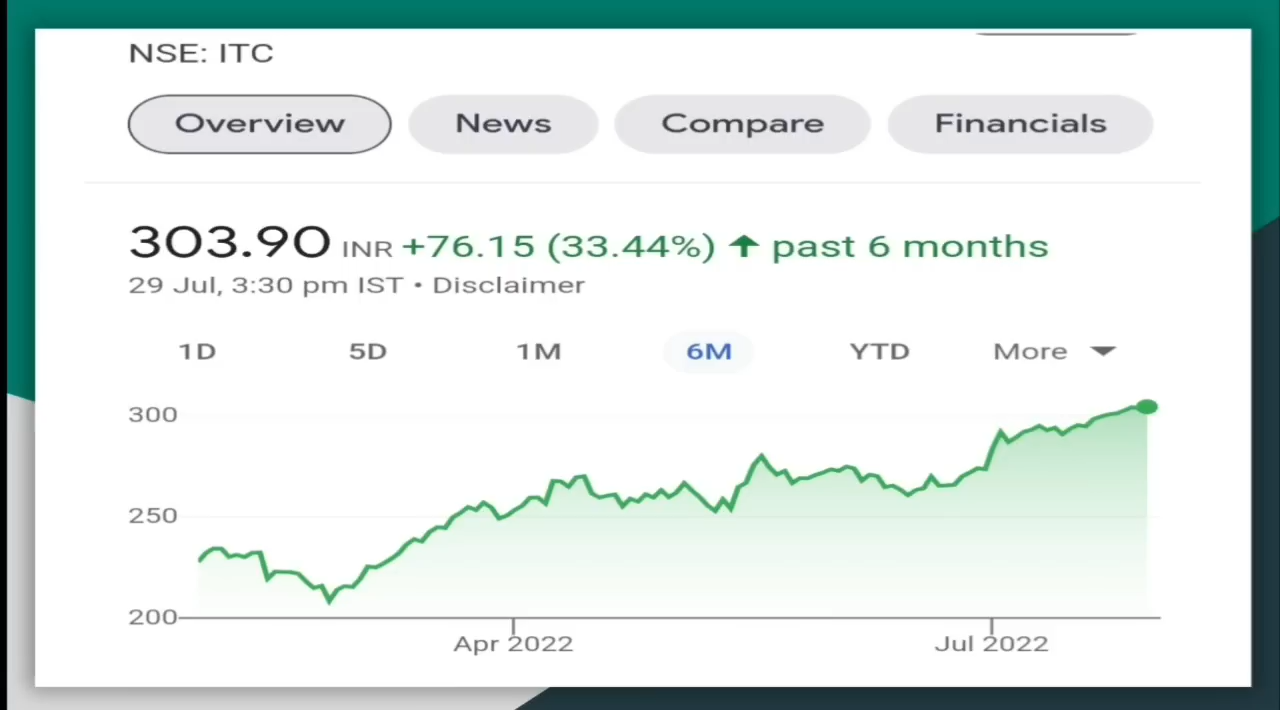 NSE: ITC
Overview News Compare Financials
303.90 INR +76.15 (33.44%) ↑ past 6 months
29 Jul, 3:30 pm IST • Disclaimer
1D 5D 1M 6M YTD More
300
250
200
Apr 2022 Jul 2022